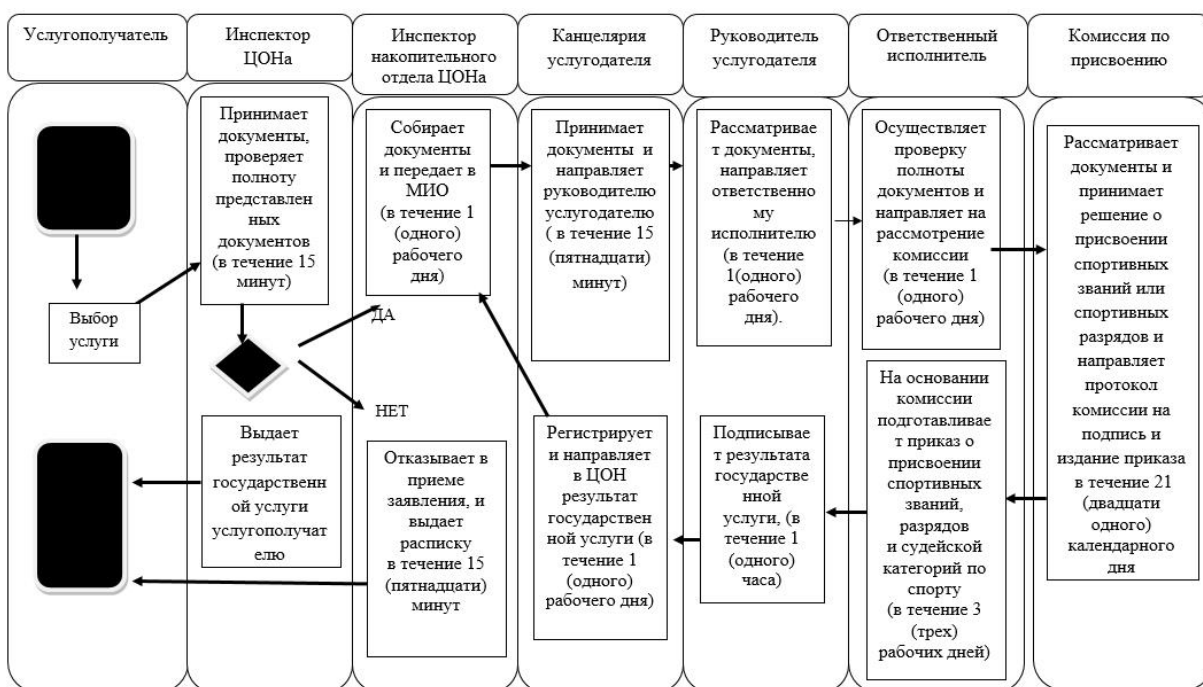 Услугополучатель
Инспектор
ЦОНа
Инспектор
накопительного
отдела ЦОНа
Канцелярия
услугодателя
Руководитель
услугодателя
Ответственный
исполнитель
Комиссия по
присвоению
Выбор
услуги
Принимает
документы,
проверяет
полноту
представлен
ных
документов
(в течение 15
минут)
Собирает
документы
и передает в
МИО
(в течение 1
(одного)
рабочего
дня)
ДА
НЕТ
Принимает
документы и
направляет
руководителю
услугодателю
( в течение 15
(пятнадцати)
минут)
Рассматривае
т документы,
направляет
ответственно
му
исполнителю
(в течение
1(одного)
рабочего
дня).
Осуществляет
проверку
полноты
документов и
направляет на
рассмотрение
комиссии
(в течение 1
(одного)
рабочего дня)
Рассматривает
документы и
принимает
решение о
присвоении
спортивных
званий или
спортивных
разрядов и
направляет
протокол
комиссии на
подпись и
издание приказа
в течение 21
(двадцати
одного)
календарного
дня
Выдает
результат
государственн
ой услуги
услугополучат
елю
Отказывает в
приеме
заявления, и
выдает
расписку
в течение 15
(пятнадцати)
минут
Регистрирует
и направляет
в ЦОН
результат
государствен
ной услуги (в
течение 1
(одного)
рабочего дня)
Подписывае
т результата
государстве
нной
услуги, (в
течение 1
(одного)
часа)
На основании
комиссии
подготавливае
т приказ о
присвоении
спортивных
званий,
разрядов
и судейской
категорий по
спорту
(в течение 3
(трех)
рабочих дней)